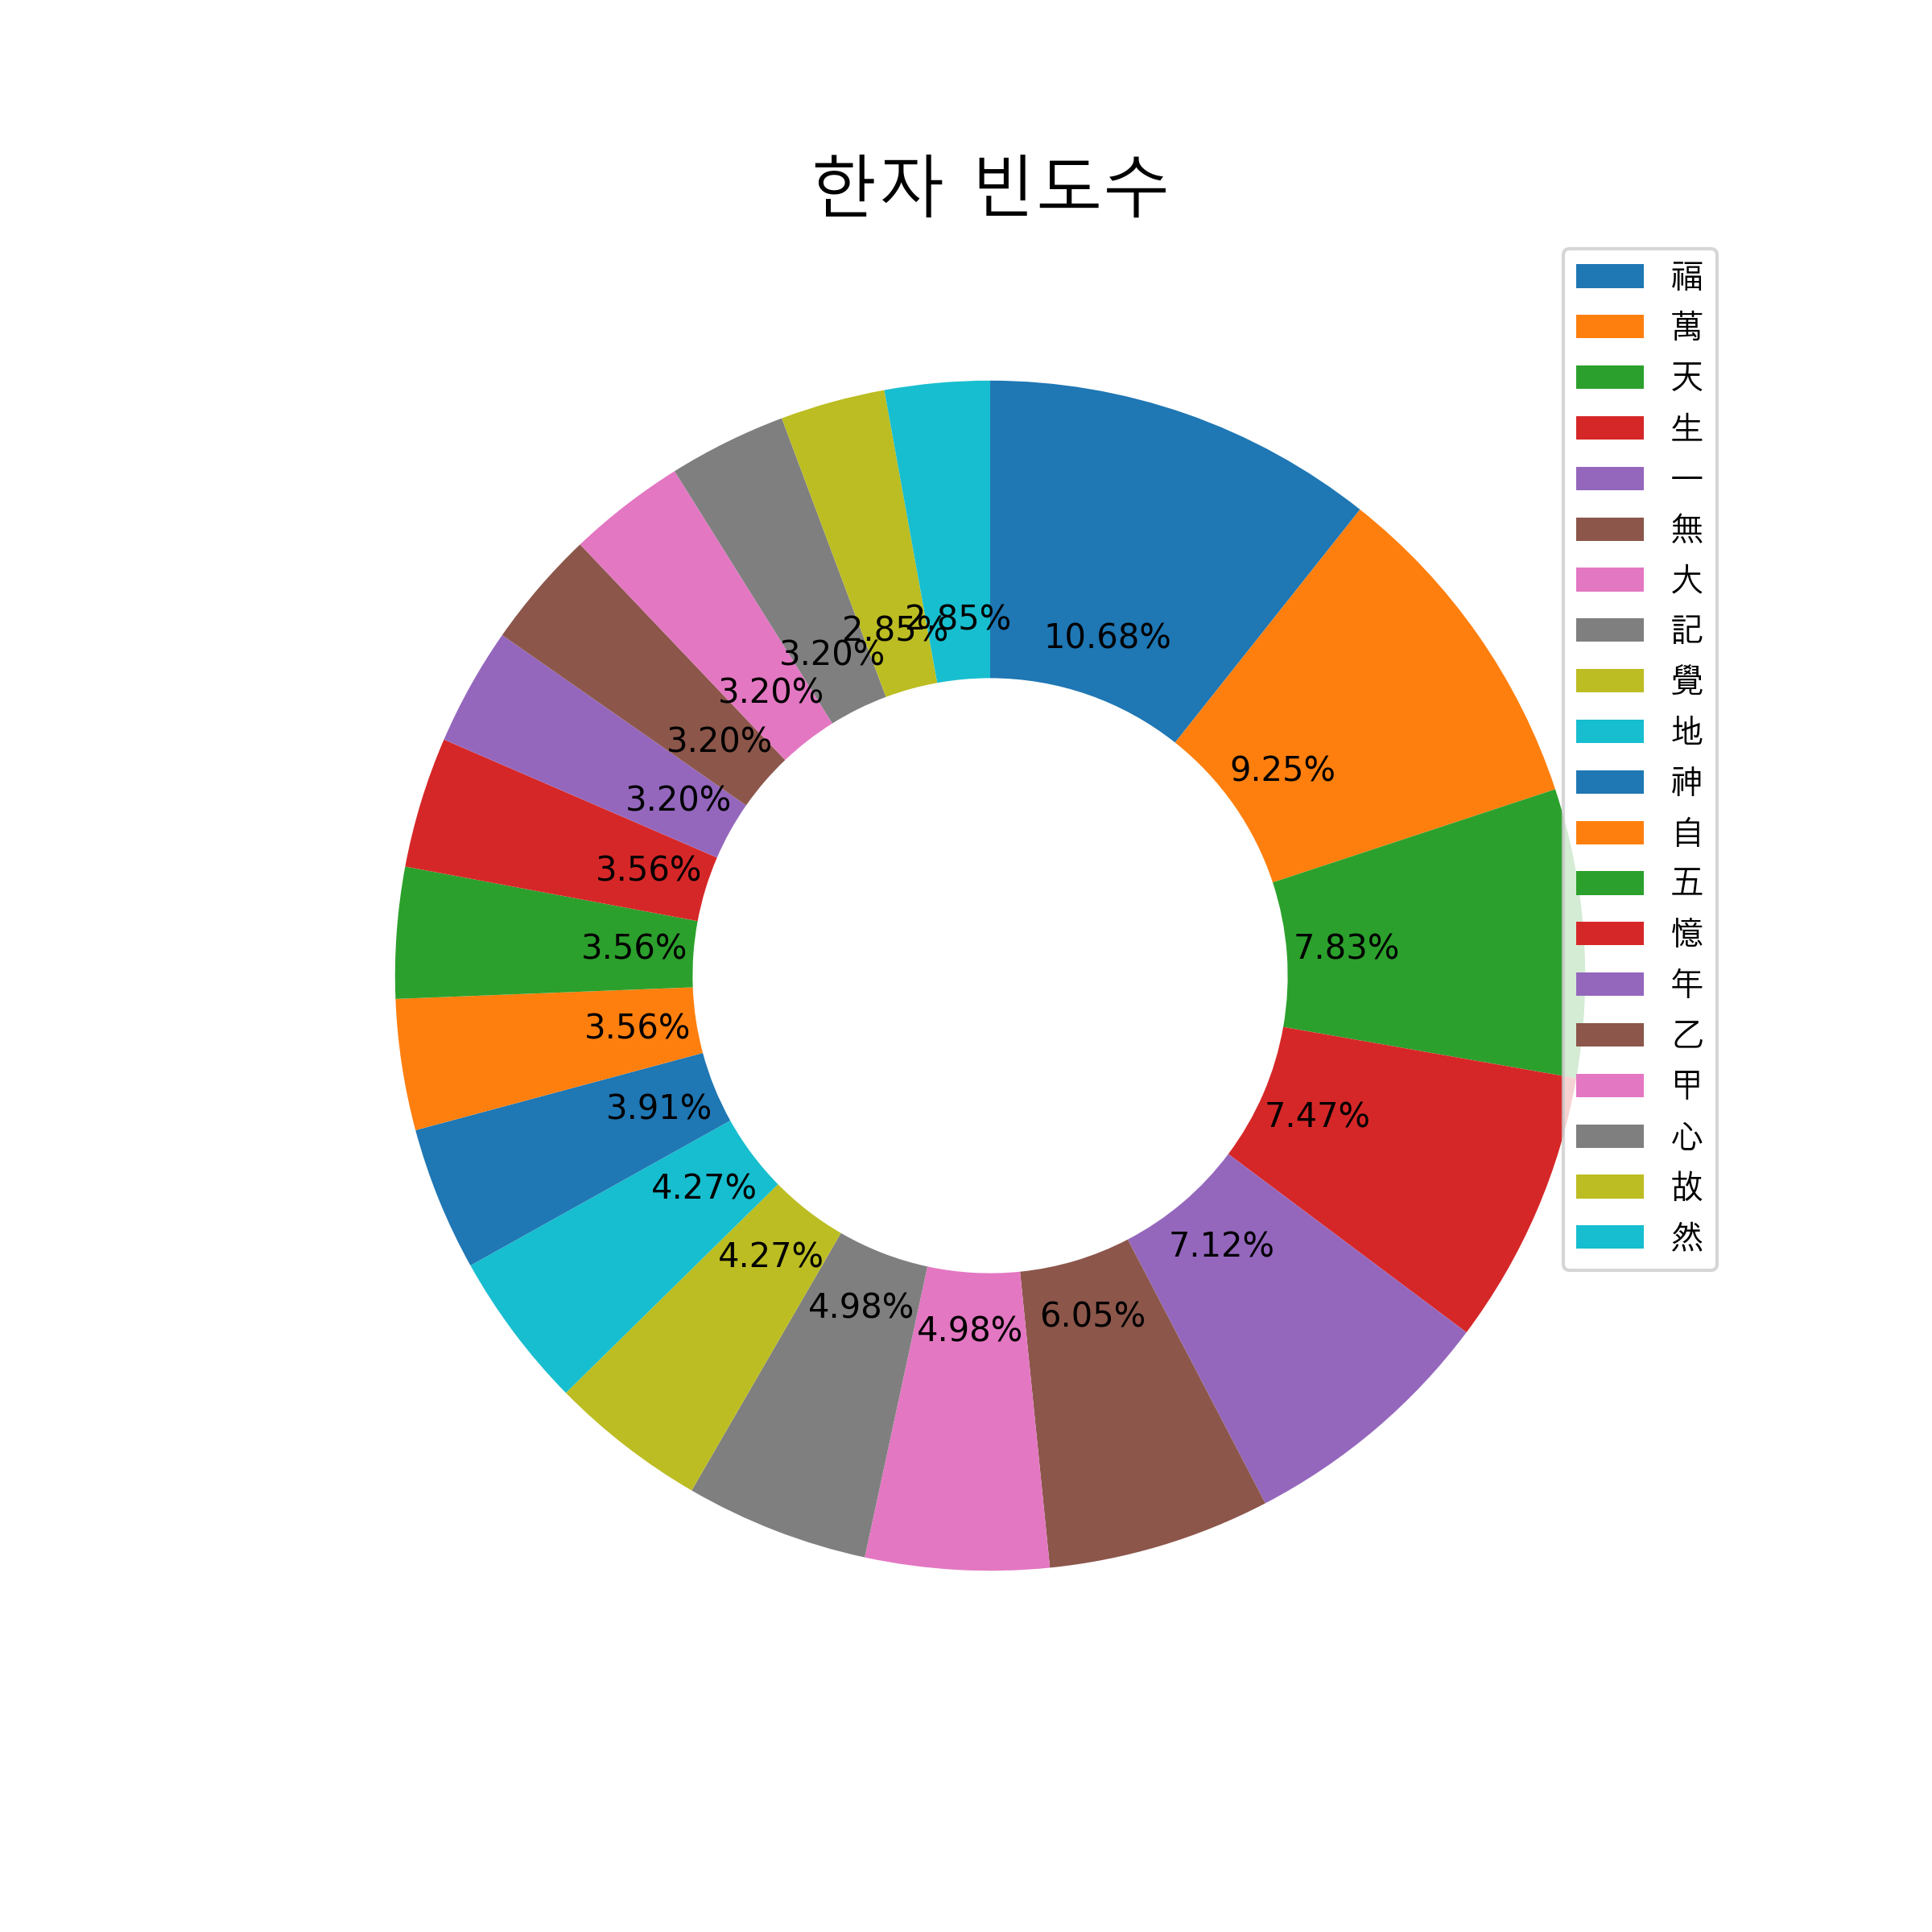 한자 빈도수
福
萬
天
生
一
無
大
記
覺
地
神
自
五
憶
年
乙
甲
心
故
然
10.68%
9.25%
7.83%
7.47%
7.12%
6.05%
4.98%
4.98%
4.27%
4.27%
3.91%
3.56%
3.56%
3.56%
3.20%
3.20%
3.20%
3.20%
2.85%
2.85%